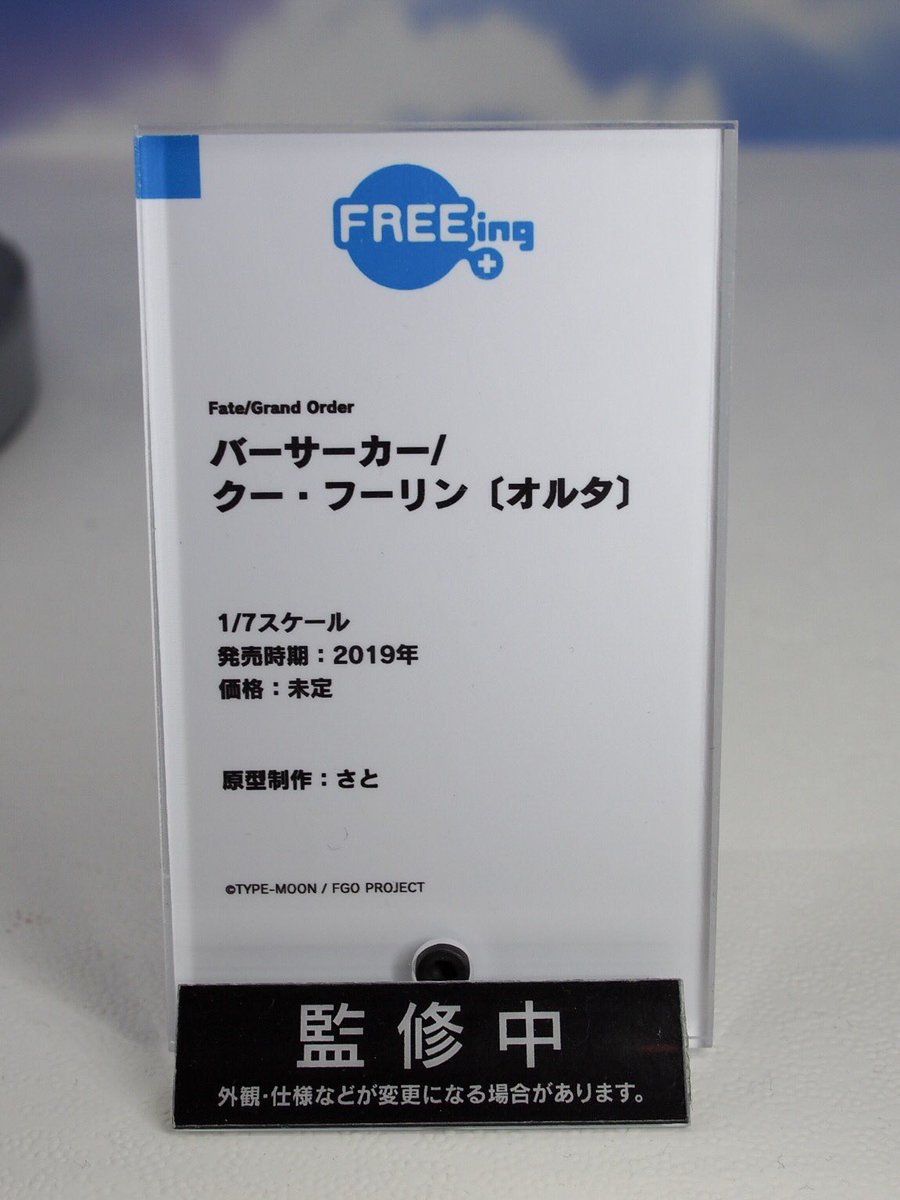 FREEing
Fate/Grand Order
バーサーカー/
クー・フーリン〔オルタ〕
1/7スケール
発売時期：2019年
価格：未定
原型制作：さと
©TYPE-MOON / FGO PROJECT
監修中
外観・仕様などが変更になる場合があります。